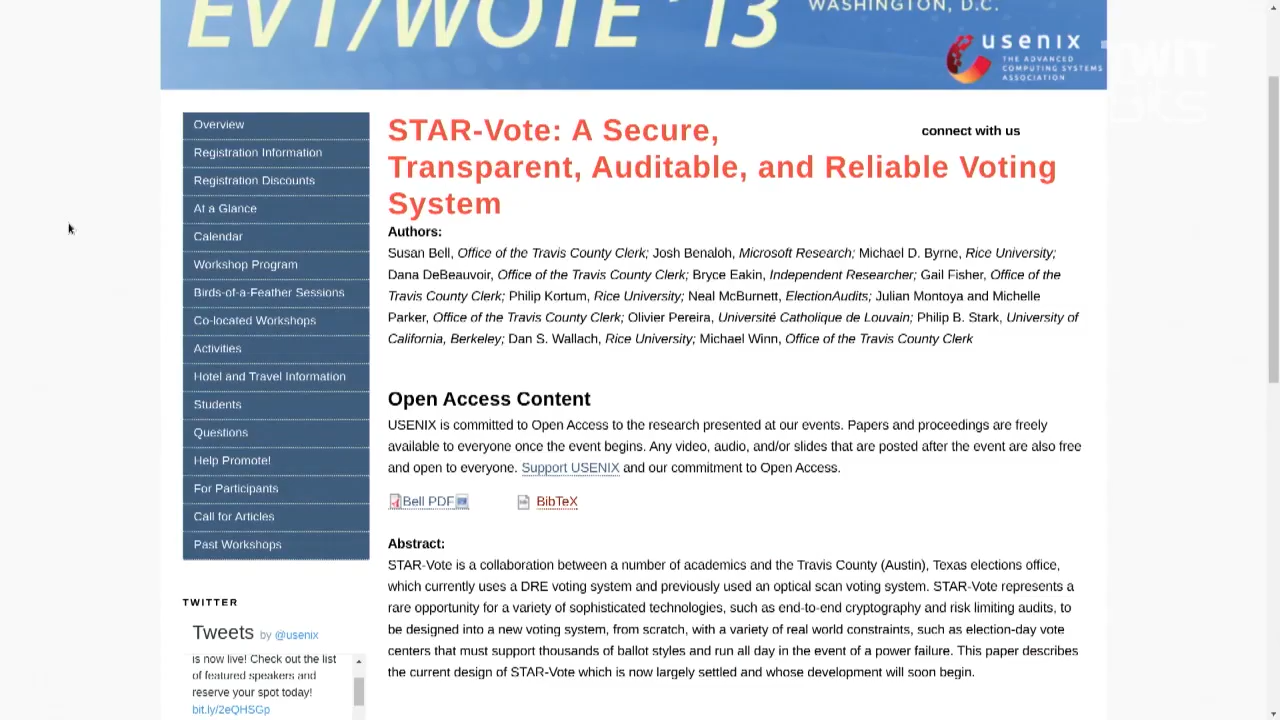 EVT/WOTE '13
WASHINGTON, D.C.
usenix
THE ADVANCED
COMPUTING SYSTEMS
ASSOCIATION
TWiT
Bits
Overview
Registration Information
Registration Discounts
At a Glance
Calendar
Workshop Program
Birds-of-a-Feather Sessions
Co-located Workshops
Activities
Hotel and Travel Information
Students
Questions
Help Promote!
For Participants
Call for Articles
Past Workshops
TWITTER
Tweets by @usenix
is now live! Check out the list
of featured speakers and
reserve your spot today!
bit.ly/2eQHSGp
STAR-Vote: A Secure,
Transparent, Auditable, and Reliable Voting
System
connect with us
Authors:
Susan Bell, Office of the Travis County Clerk; Josh Benaloh, Microsoft Research; Michael D. Byrne, Rice University;
Dana DeBeauvoir, Office of the Travis County Clerk; Bryce Eakin, Independent Researcher; Gail Fisher, Office of the
Travis County Clerk; Philip Kortum, Rice University; Neal McBurnett, ElectionAudits; Julian Montoya and Michelle
Parker, Office of the Travis County Clerk; Olivier Pereira, Université Catholique de Louvain; Philip B. Stark, University of
California, Berkeley; Dan S. Wallach, Rice University; Michael Winn, Office of the Travis County Clerk
Open Access Content
USENIX is committed to Open Access to the research presented at our events. Papers and proceedings are freely
available to everyone once the event begins. Any video, audio, and/or slides that are posted after the event are also free
and open to everyone. Support USENIX and our commitment to Open Access.
Bell PDF
BibTeX
Abstract:
STAR-Vote is a collaboration between a number of academics and the Travis County (Austin), Texas elections office,
which currently uses a DRE voting system and previously used an optical scan voting system. STAR-Vote represents a
rare opportunity for a variety of sophisticated technologies, such as end-to-end cryptography and risk limiting audits, to
be designed into a new voting system, from scratch, with a variety of real world constraints, such as election-day vote
centers that must support thousands of ballot styles and run all day in the event of a power failure. This paper describes
the current design of STAR-Vote which is now largely settled and whose development will soon begin.